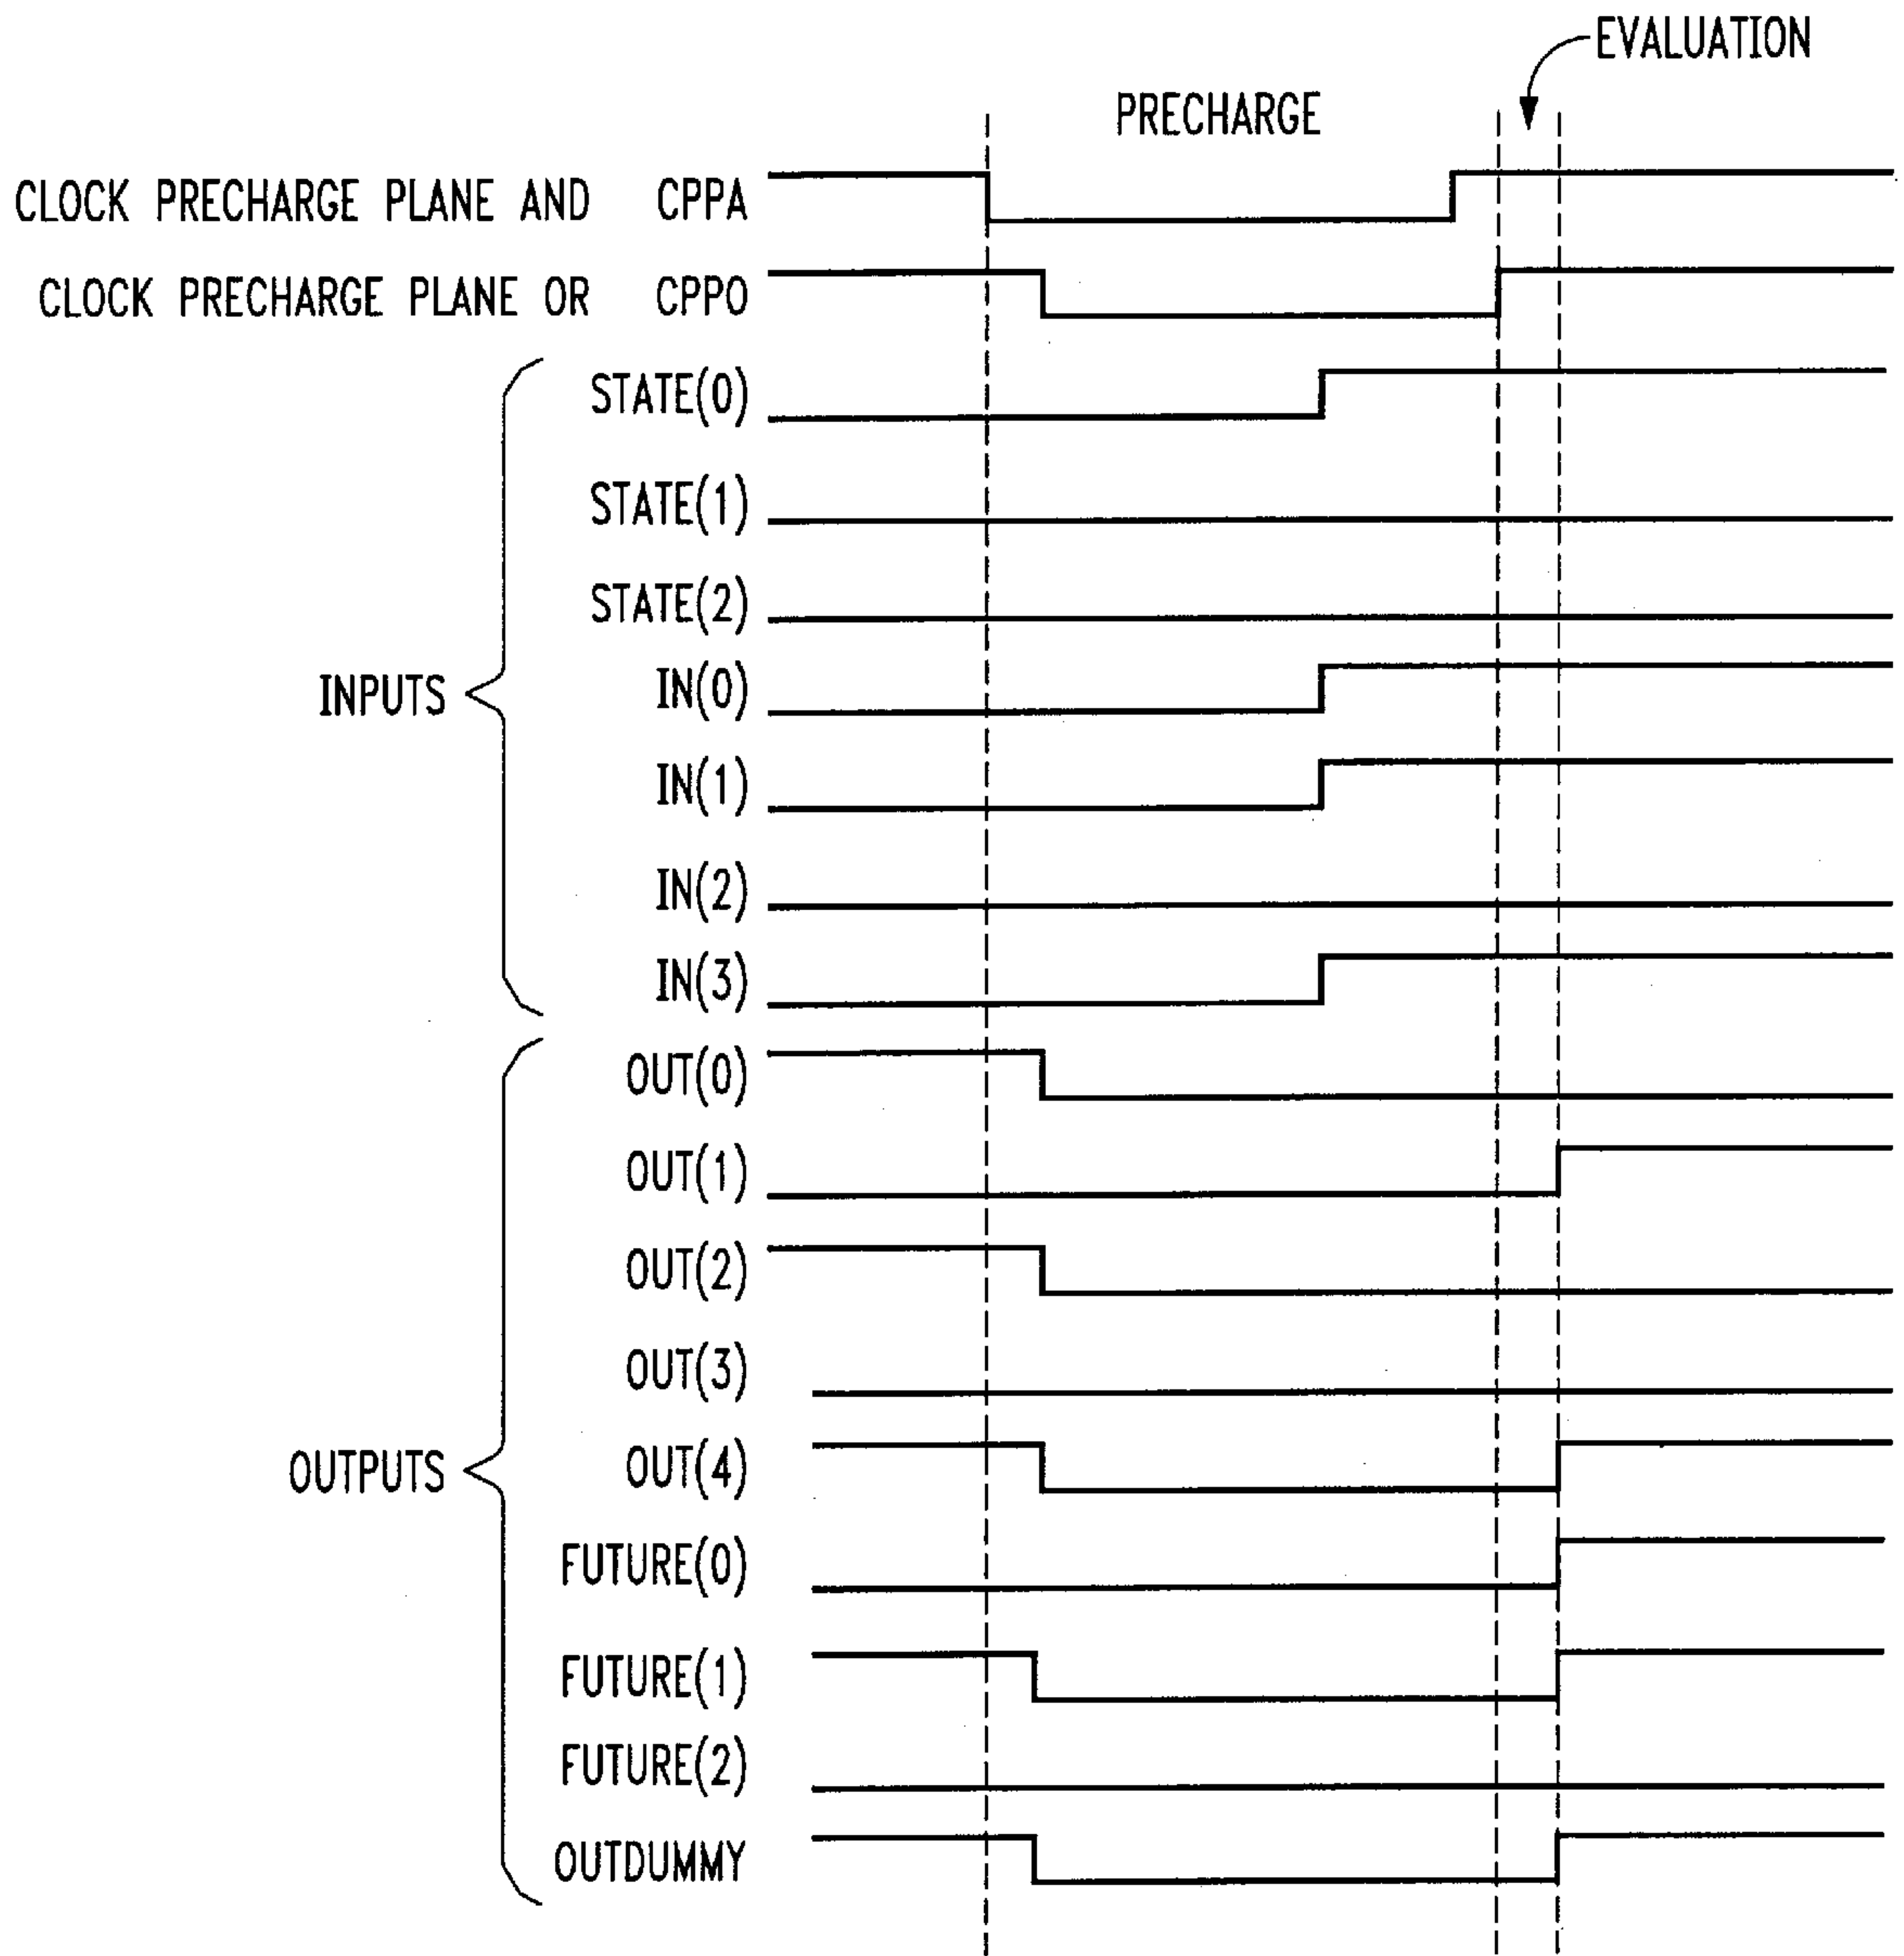 EVALUATION
PRECHARGE
CLOCK PRECHARGE PLANE AND CPPA
CLOCK PRECHARGE PLANE OR CPPO
STATE(0)
STATE(1)
STATE(2)
INPUTS
IN(0)
IN(1)
IN(2)
IN(3)
OUT(0)
OUT(1)
OUT(2)
OUT(3)
OUTPUTS
OUT(4)
FUTURE(0)
FUTURE(1)
FUTURE(2)
OUTDUMMY